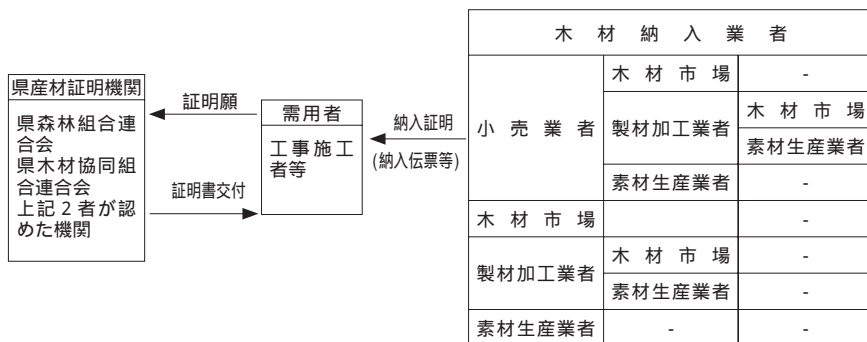 県産材証明機関
県森林組合連
合会
県木材協同組
合連合会
上記2者が認
めた機関
証明願
証明書交付
需用者
工事施工
者等
納入証明
(納入伝票等)
木材納入業者
小売業者 木材市場 -
製材加工業者 木材市場
素材生産業者
素材生産業者 -
木材市場 -
製材加工業者 木材市場 -
素材生産業者 -
素材生産業者 - -